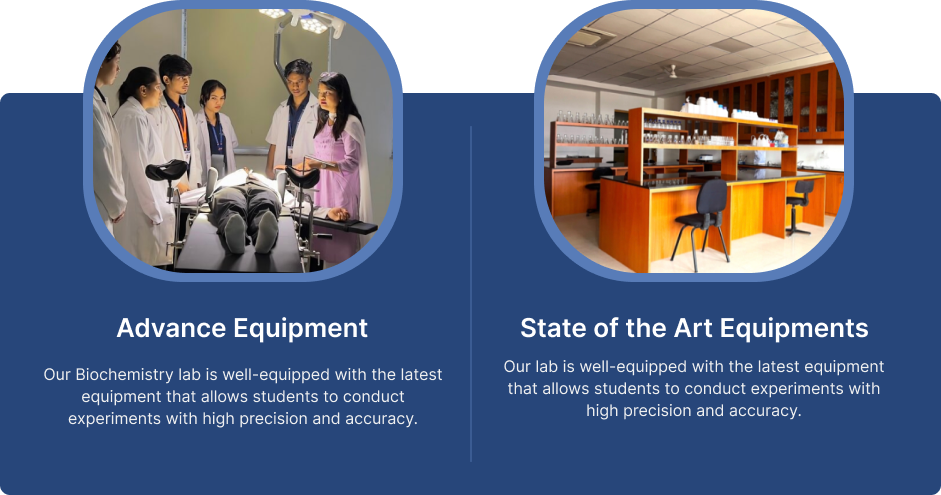 Advance Equipment
Our Biochemistry lab is well-equipped with the latest
equipment that allows students to conduct
experiments with high precision and accuracy.
State of the Art Equipments
Our lab is well-equipped with the latest equipment
that allows students to conduct experiments with
high precision and accuracy.